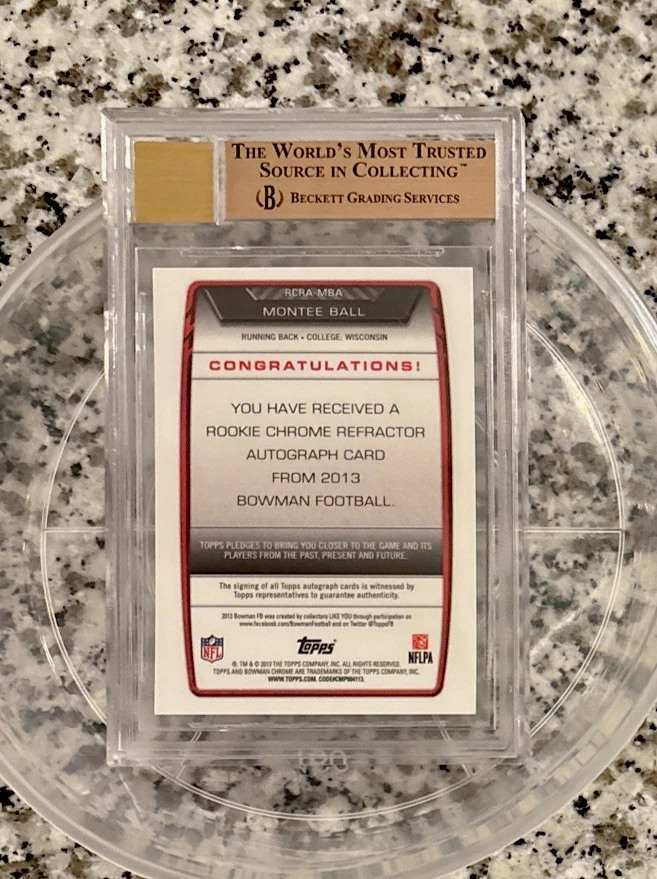 THE WORLD'S MOST TRUSTED
SOURCE IN COLLECTING™
B BECKETT GRADING SERVICES
RCRA-MBA
MONTEE BALL
RUNNING BACK • COLLEGE: WISCONSIN
CONGRATULATIONS!
YOU HAVE RECEIVED A
ROOKIE CHROME REFRACTOR
AUTOGRAPH CARD
FROM 2013
BOWMAN FOOTBALL.
TOPPS PLEDGES TO BRING YOU CLOSER TO THE GAME AND ITS
PLAYERS FROM THE PAST, PRESENT AND FUTURE.
The signing of all Topps autograph cards is witnessed by
Topps representatives to guarantee authenticity.
2013 Bowman FB was created by collectors LIKE YOU through participation on
www.facebook.com/BowmanFootball and on Twitter @ToppsFB
NFL
Topps
NFLPA
®, TM & © 2013 THE TOPPS COMPANY, INC. ALL RIGHTS RESERVED.
TOPPS AND BOWMAN CHROME ARE TRADEMARKS OF THE TOPPS COMPANY, INC.
WWW.TOPPS.COM. CODE#CMP004113.